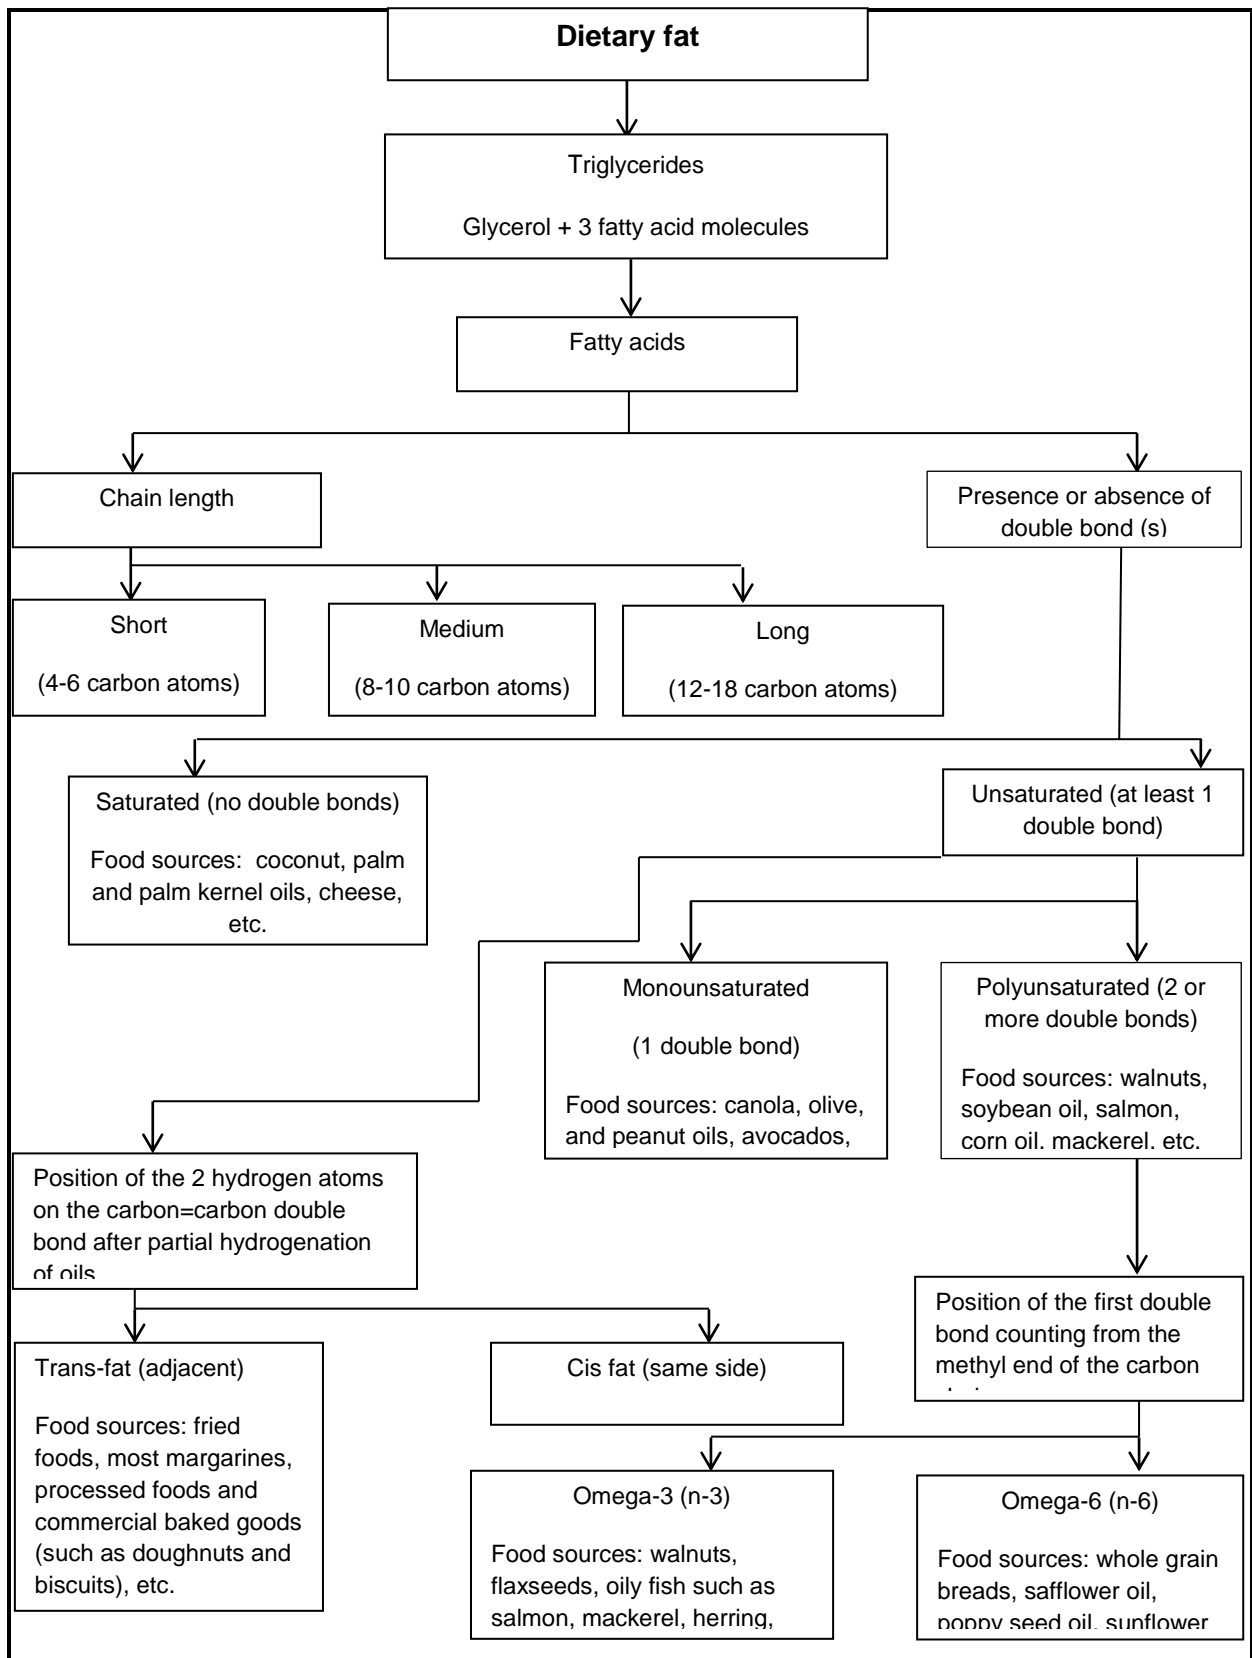 Dietary fat
Triglycerides
Glycerol + 3 fatty acid molecules
Fatty acids
Chain length
Presence or absence of
double bond (s)
Short
(4-6 carbon atoms)
Medium
(8-10 carbon atoms)
Long
(12-18 carbon atoms)
Saturated (no double bonds)
Food sources: coconut, palm
and palm kernel oils, cheese,
etc.
Unsaturated (at least 1
double bond)
Monounsaturated
(1 double bond)
Food sources: canola, olive,
and peanut oils, avocados,
Polyunsaturated (2 or
more double bonds)
Food sources: walnuts,
soybean oil, salmon,
corn oil, mackerel, etc.
Position of the 2 hydrogen atoms
on the carbon=carbon double
bond after partial hydrogenation
of oils
Position of the first double
bond counting from the
methyl end of the carbon
Trans-fat (adjacent)
Food sources: fried
foods, most margarines,
processed foods and
commercial baked goods
(such as doughnuts and
biscuits), etc.
Cis fat (same side)
Omega-3 (n-3)
Food sources: walnuts,
flaxseeds, oily fish such as
salmon, mackerel, herring,
Omega-6 (n-6)
Food sources: whole grain
breads, safflower oil,
poppy seed oil, sunflower